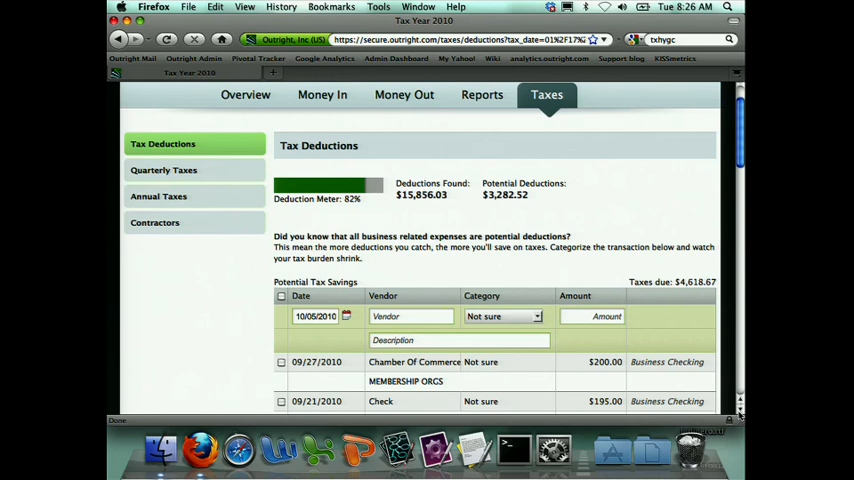 Firefox File Edit View History Bookmarks Tools Window Help Tue 8:26 AM
Tax Year 2010
Outright, Inc (US) https://secure.outright.com/taxes/deductions?tax_date=01%2F17% txhygc
Outright Mail Outright Admin Pivotal Tracker Google Analytics Admin Dashboard My Yahoo! Wiki analytics.outright.com Support blog KISSmetrics
Tax Year 2010
Overview Money In Money Out Reports Taxes
Tax Deductions
Quarterly Taxes
Annual Taxes
Contractors
Tax Deductions
Deductions Found: Potential Deductions:
$15,856.03 $3,282.52
Deduction Meter: 82%
Did you know that all business related expenses are potential deductions?
This mean the more deductions you catch, the more you'll save on taxes. Categorize the transaction below and watch
your tax burden shrink.
Potential Tax Savings Taxes due: $4,618.67
Date Vendor Category Amount
10/05/2010 Vendor Not sure Amount
Description
09/27/2010 Chamber Of Commerce Not sure $200.00 Business Checking
MEMBERSHIP ORGS
09/21/2010 Check Not sure $195.00 Business Checking
Done